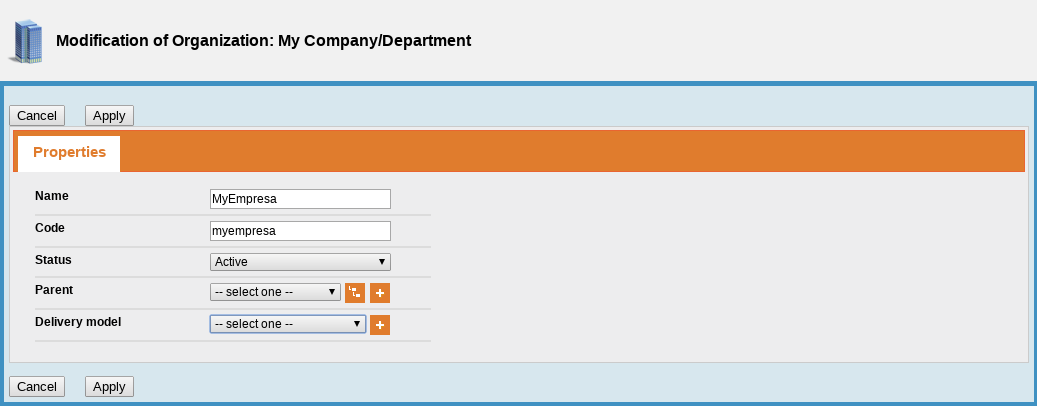 Modification of Organization: My Company/Department
Cancel Apply
Properties
Name MyEmpresa
Code myempresa
Status Active
Parent -- select one --
Delivery model -- select one --
Cancel Apply